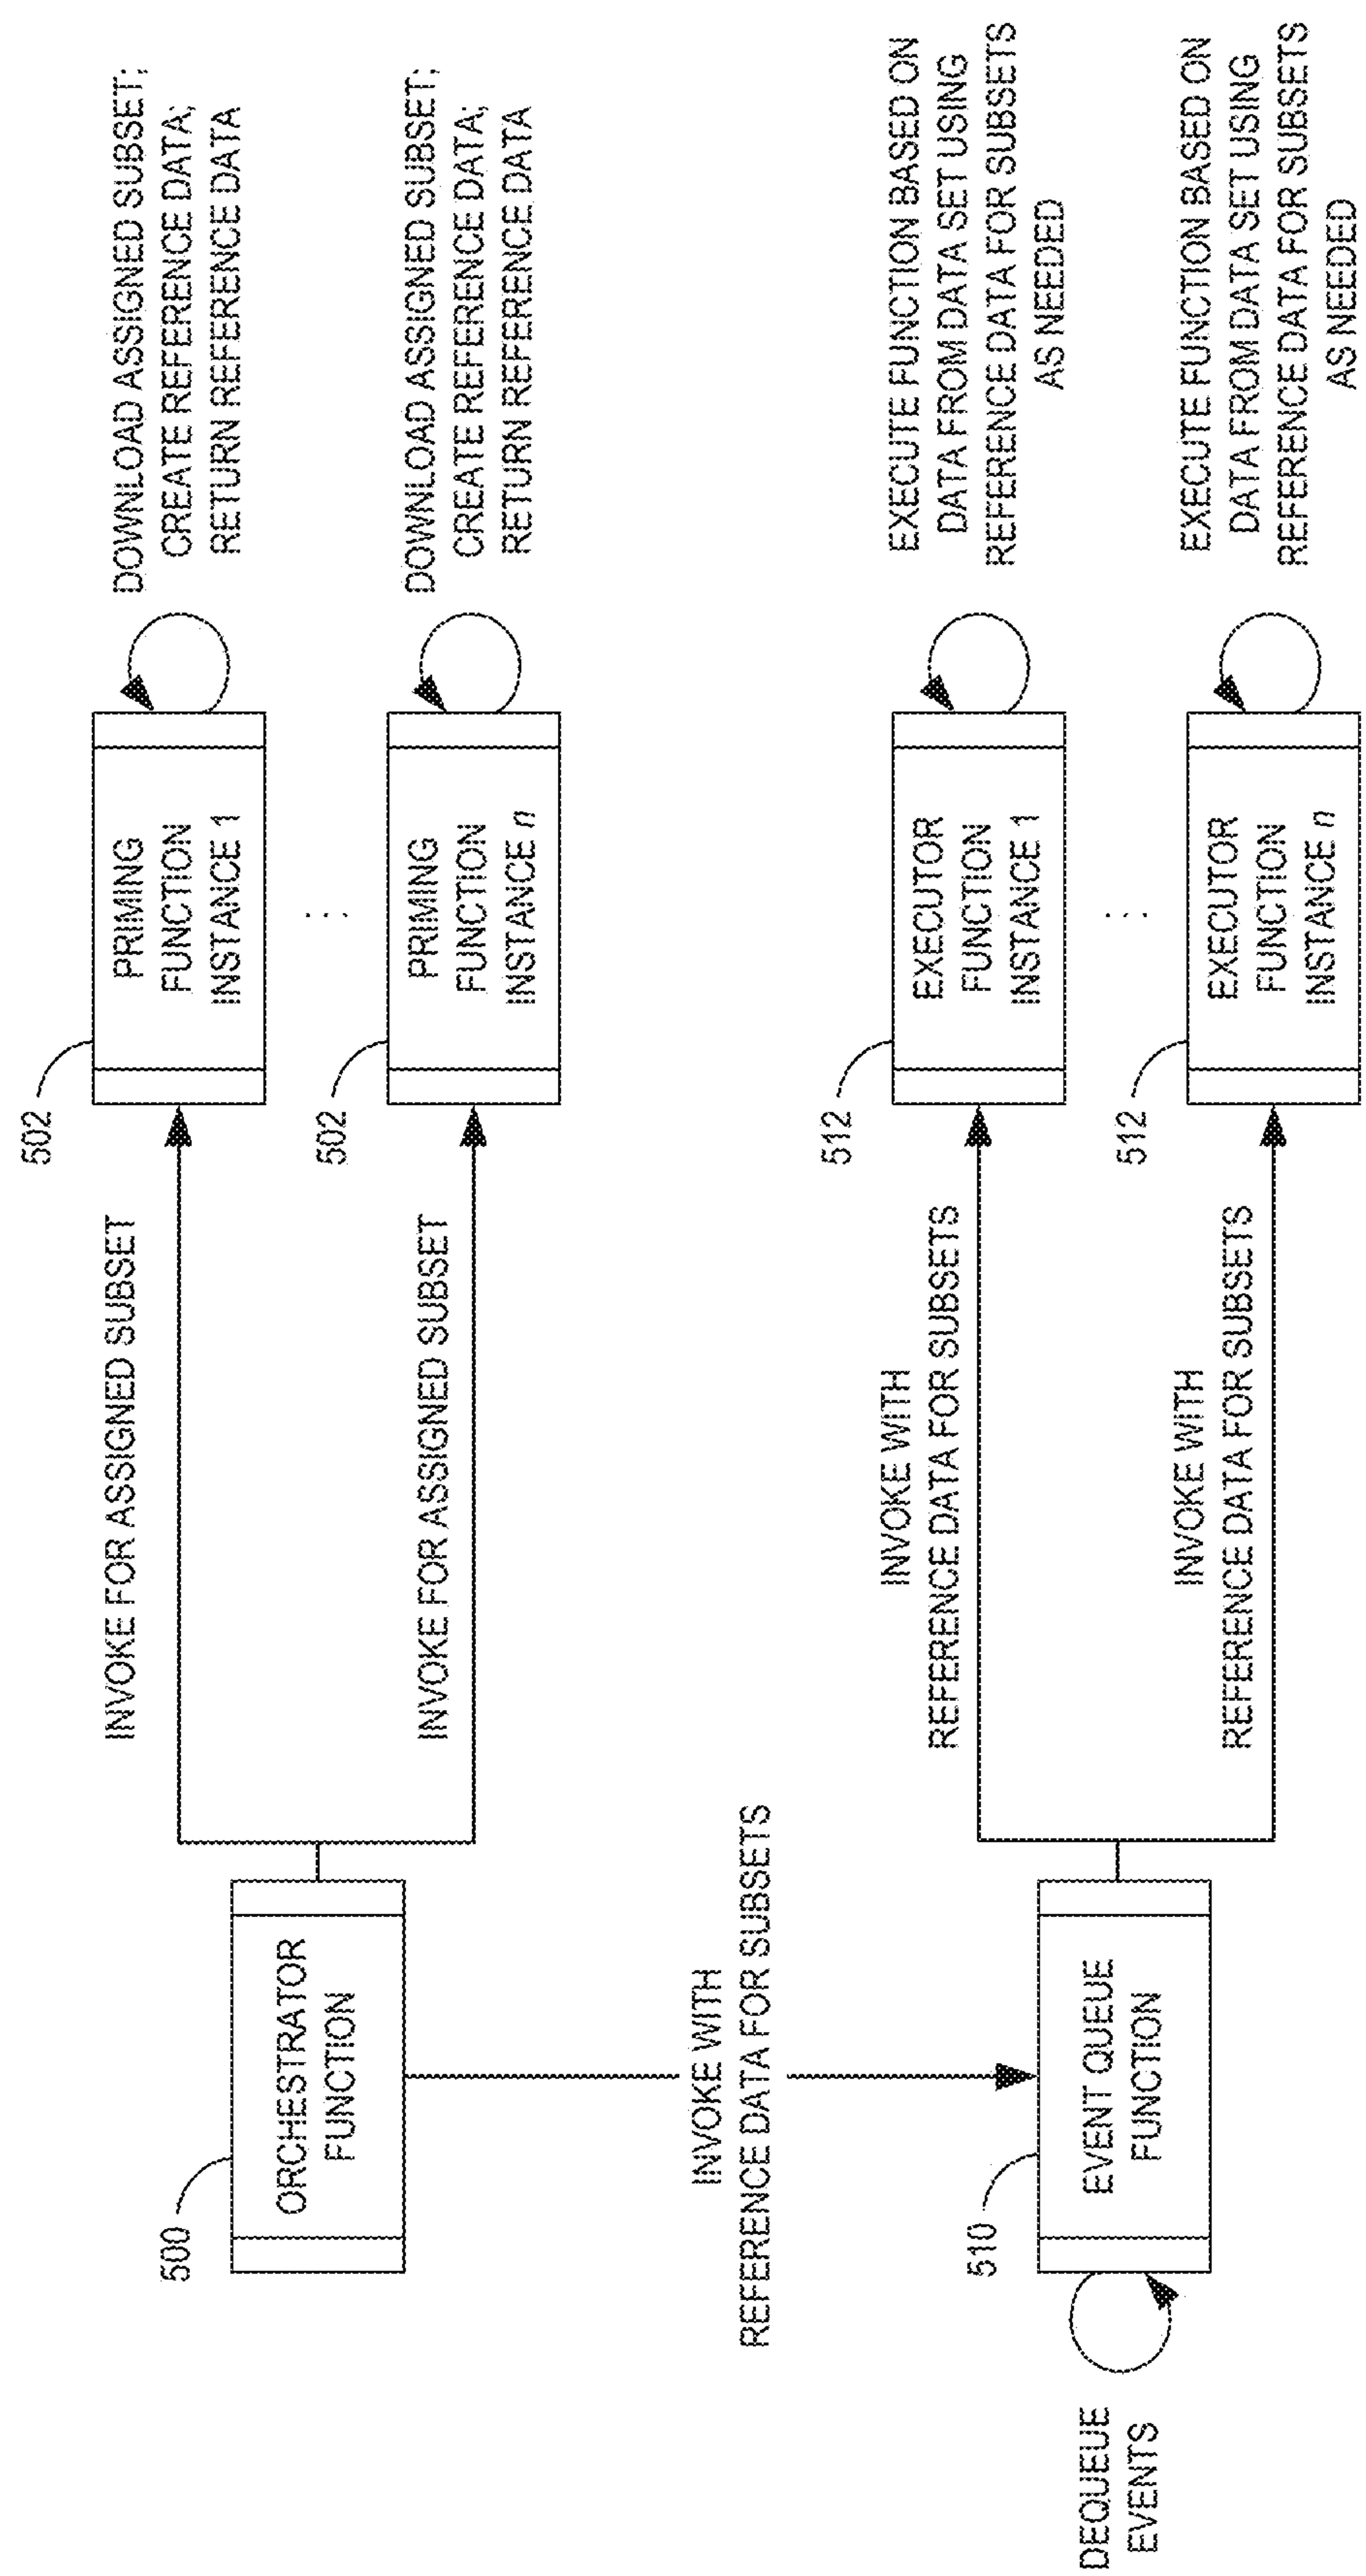 500
ORCHESTRATOR
FUNCTION
INVOKE FOR ASSIGNED SUBSET
502
PRIMING
FUNCTION
INSTANCE 1
DOWNLOAD ASSIGNED SUBSET;
CREATE REFERENCE DATA;
RETURN REFERENCE DATA
INVOKE FOR ASSIGNED SUBSET
502
PRIMING
FUNCTION
INSTANCE n
DOWNLOAD ASSIGNED SUBSET;
CREATE REFERENCE DATA;
RETURN REFERENCE DATA
INVOKE WITH
REFERENCE DATA FOR SUBSETS
DEQUEUE
EVENTS
510
EVENT QUEUE
FUNCTION
INVOKE WITH
REFERENCE DATA FOR SUBSETS
512
EXECUTOR
FUNCTION
INSTANCE 1
EXECUTE FUNCTION BASED ON
DATA FROM DATA SET USING
REFERENCE DATA FOR SUBSETS
AS NEEDED
INVOKE WITH
REFERENCE DATA FOR SUBSETS
512
EXECUTOR
FUNCTION
INSTANCE n
EXECUTE FUNCTION BASED ON
DATA FROM DATA SET USING
REFERENCE DATA FOR SUBSETS
AS NEEDED